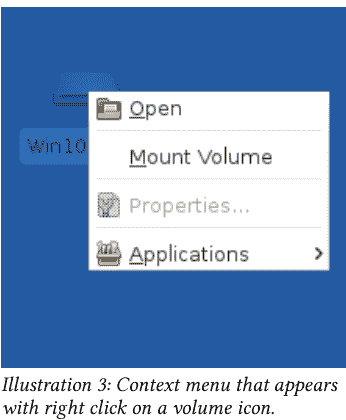 Win10
Open
Mount Volume
Properties...
Applications
Illustration 3: Context menu that appears
with right click on a volume icon.